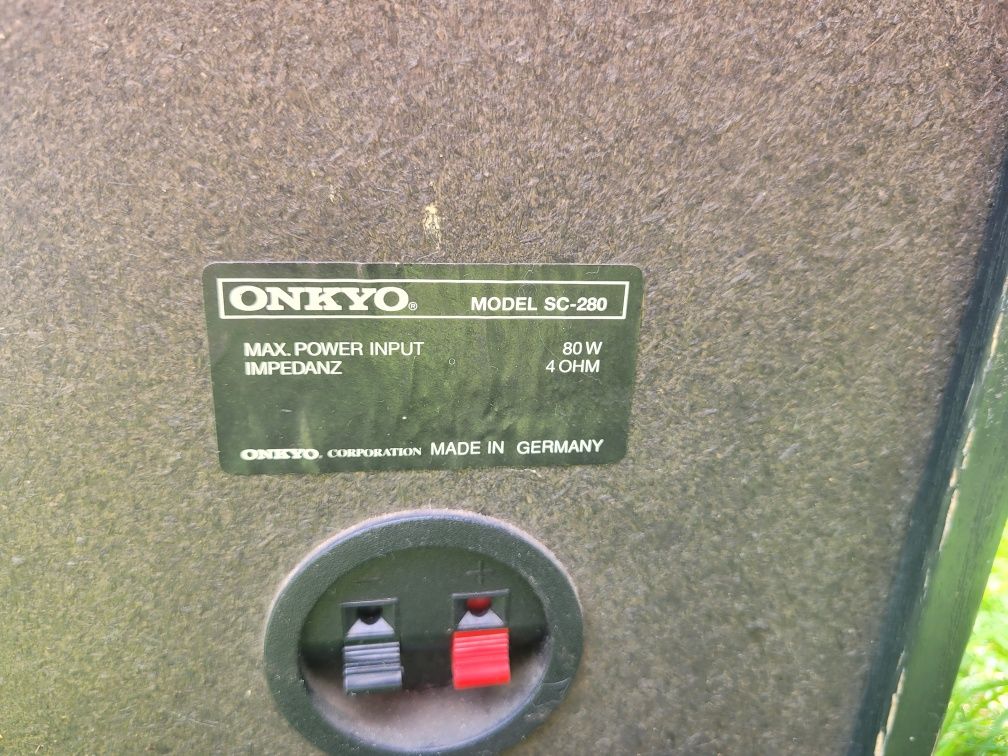 ONKYO® MODEL SC-280
MAX. POWER INPUT 80 W
IMPEDANZ 4 OHM
ONKYO. CORPORATION MADE IN GERMANY
- +